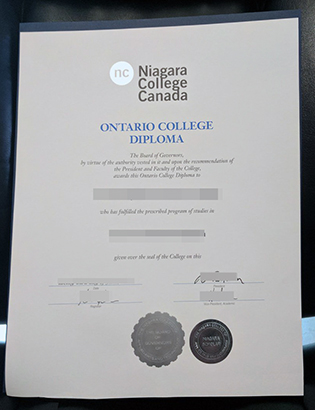 nc
Niagara
College
Canada
ONTARIO COLLEGE
DIPLOMA
The Board of Governors,
by virtue of the authority vested in it and upon the recommendation of
the President and Faculty of the College,
awards this Ontario College Diploma to
who has fulfilled the prescribed program of studies in
given over the seal of the College on this